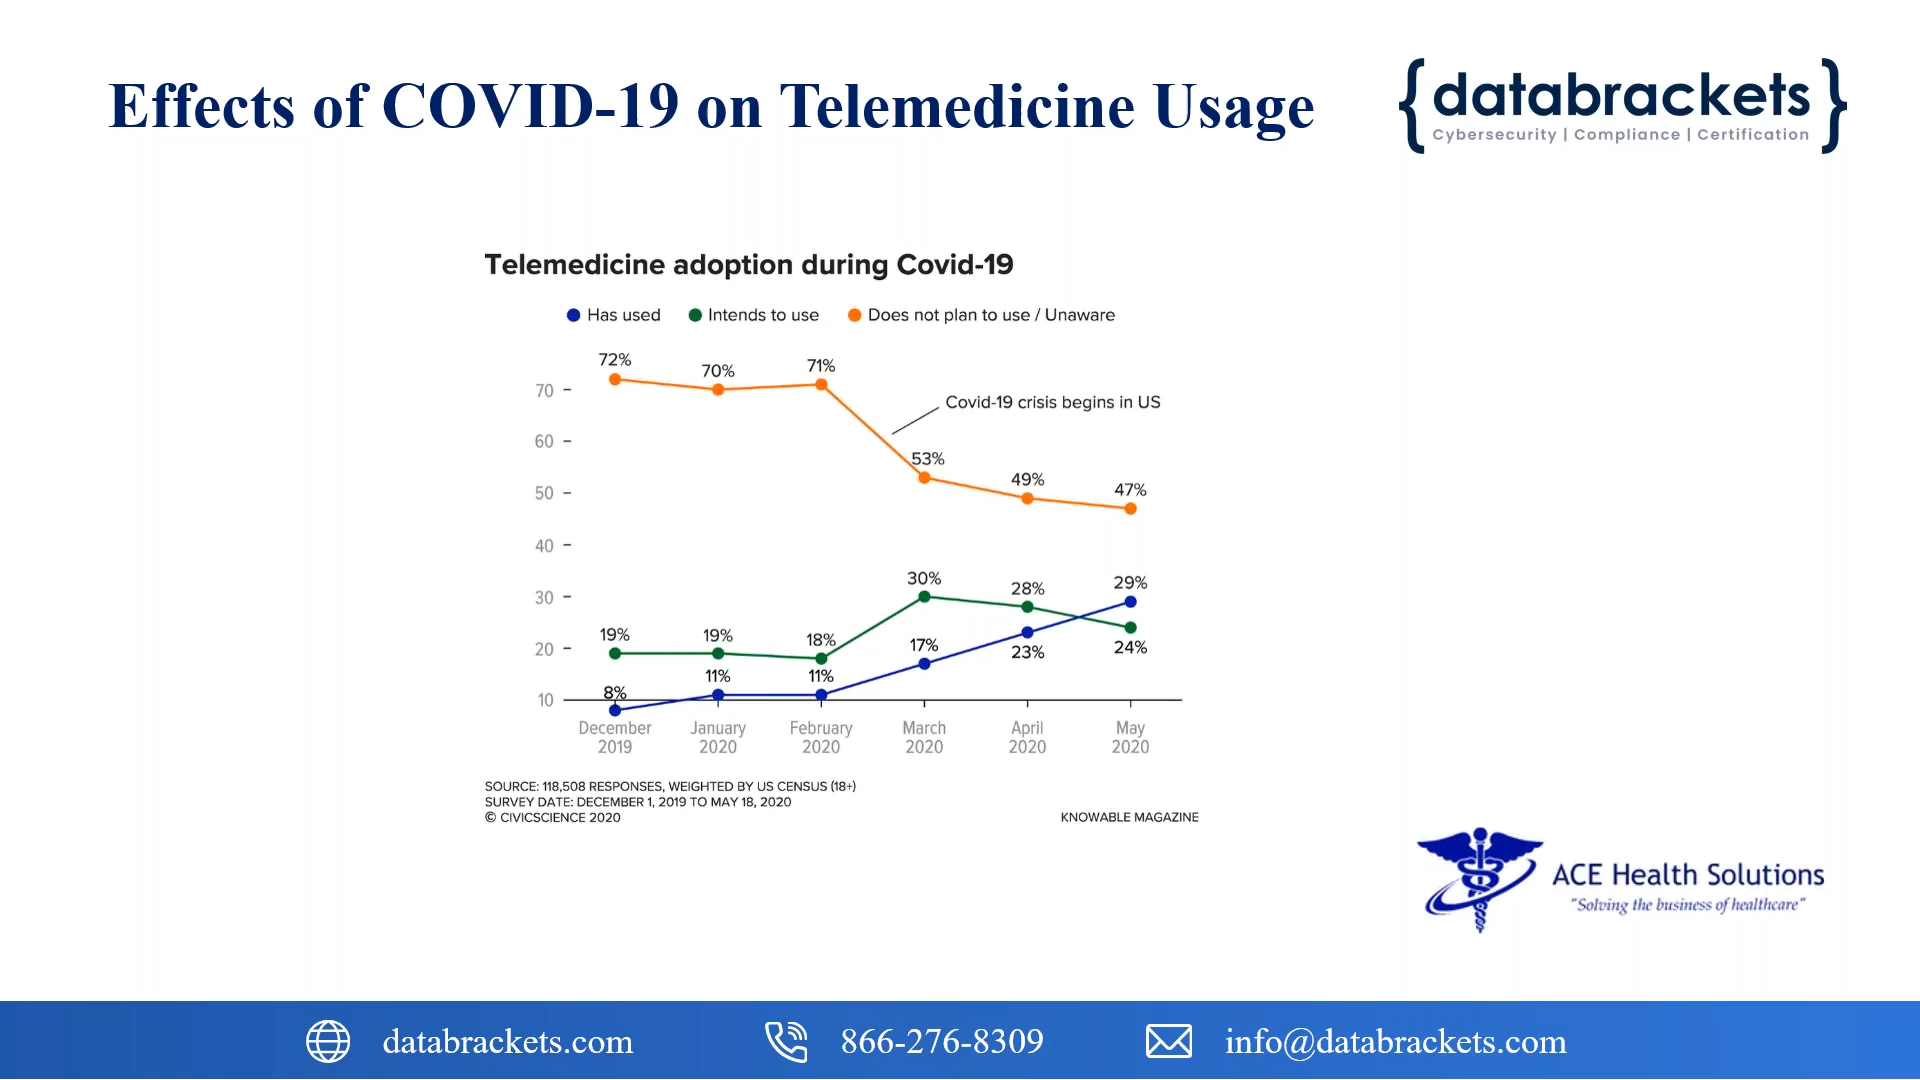 Effects of COVID-19 on Telemedicine Usage
{databrackets}
Cybersecurity | Compliance | Certification
Telemedicine adoption during Covid-19
Has used Intends to use Does not plan to use / Unaware
72% 70% 71%
70
Covid-19 crisis begins in US
60
53%
49%
47%
50
40
30% 28% 29%
30
19% 19% 18%
17% 23% 24%
20
8% 11% 11%
10
December January February March April May
2019 2020 2020 2020 2020 2020
SOURCE: 118,508 RESPONSES, WEIGHTED BY US CENSUS (18+)
SURVEY DATE: DECEMBER 1, 2019 TO MAY 18, 2020
© CIVICSCIENCE 2020 KNOWABLE MAGAZINE
ACE Health Solutions
"Solving the business of healthcare"
databrackets.com 866-276-8309 info@databrackets.com